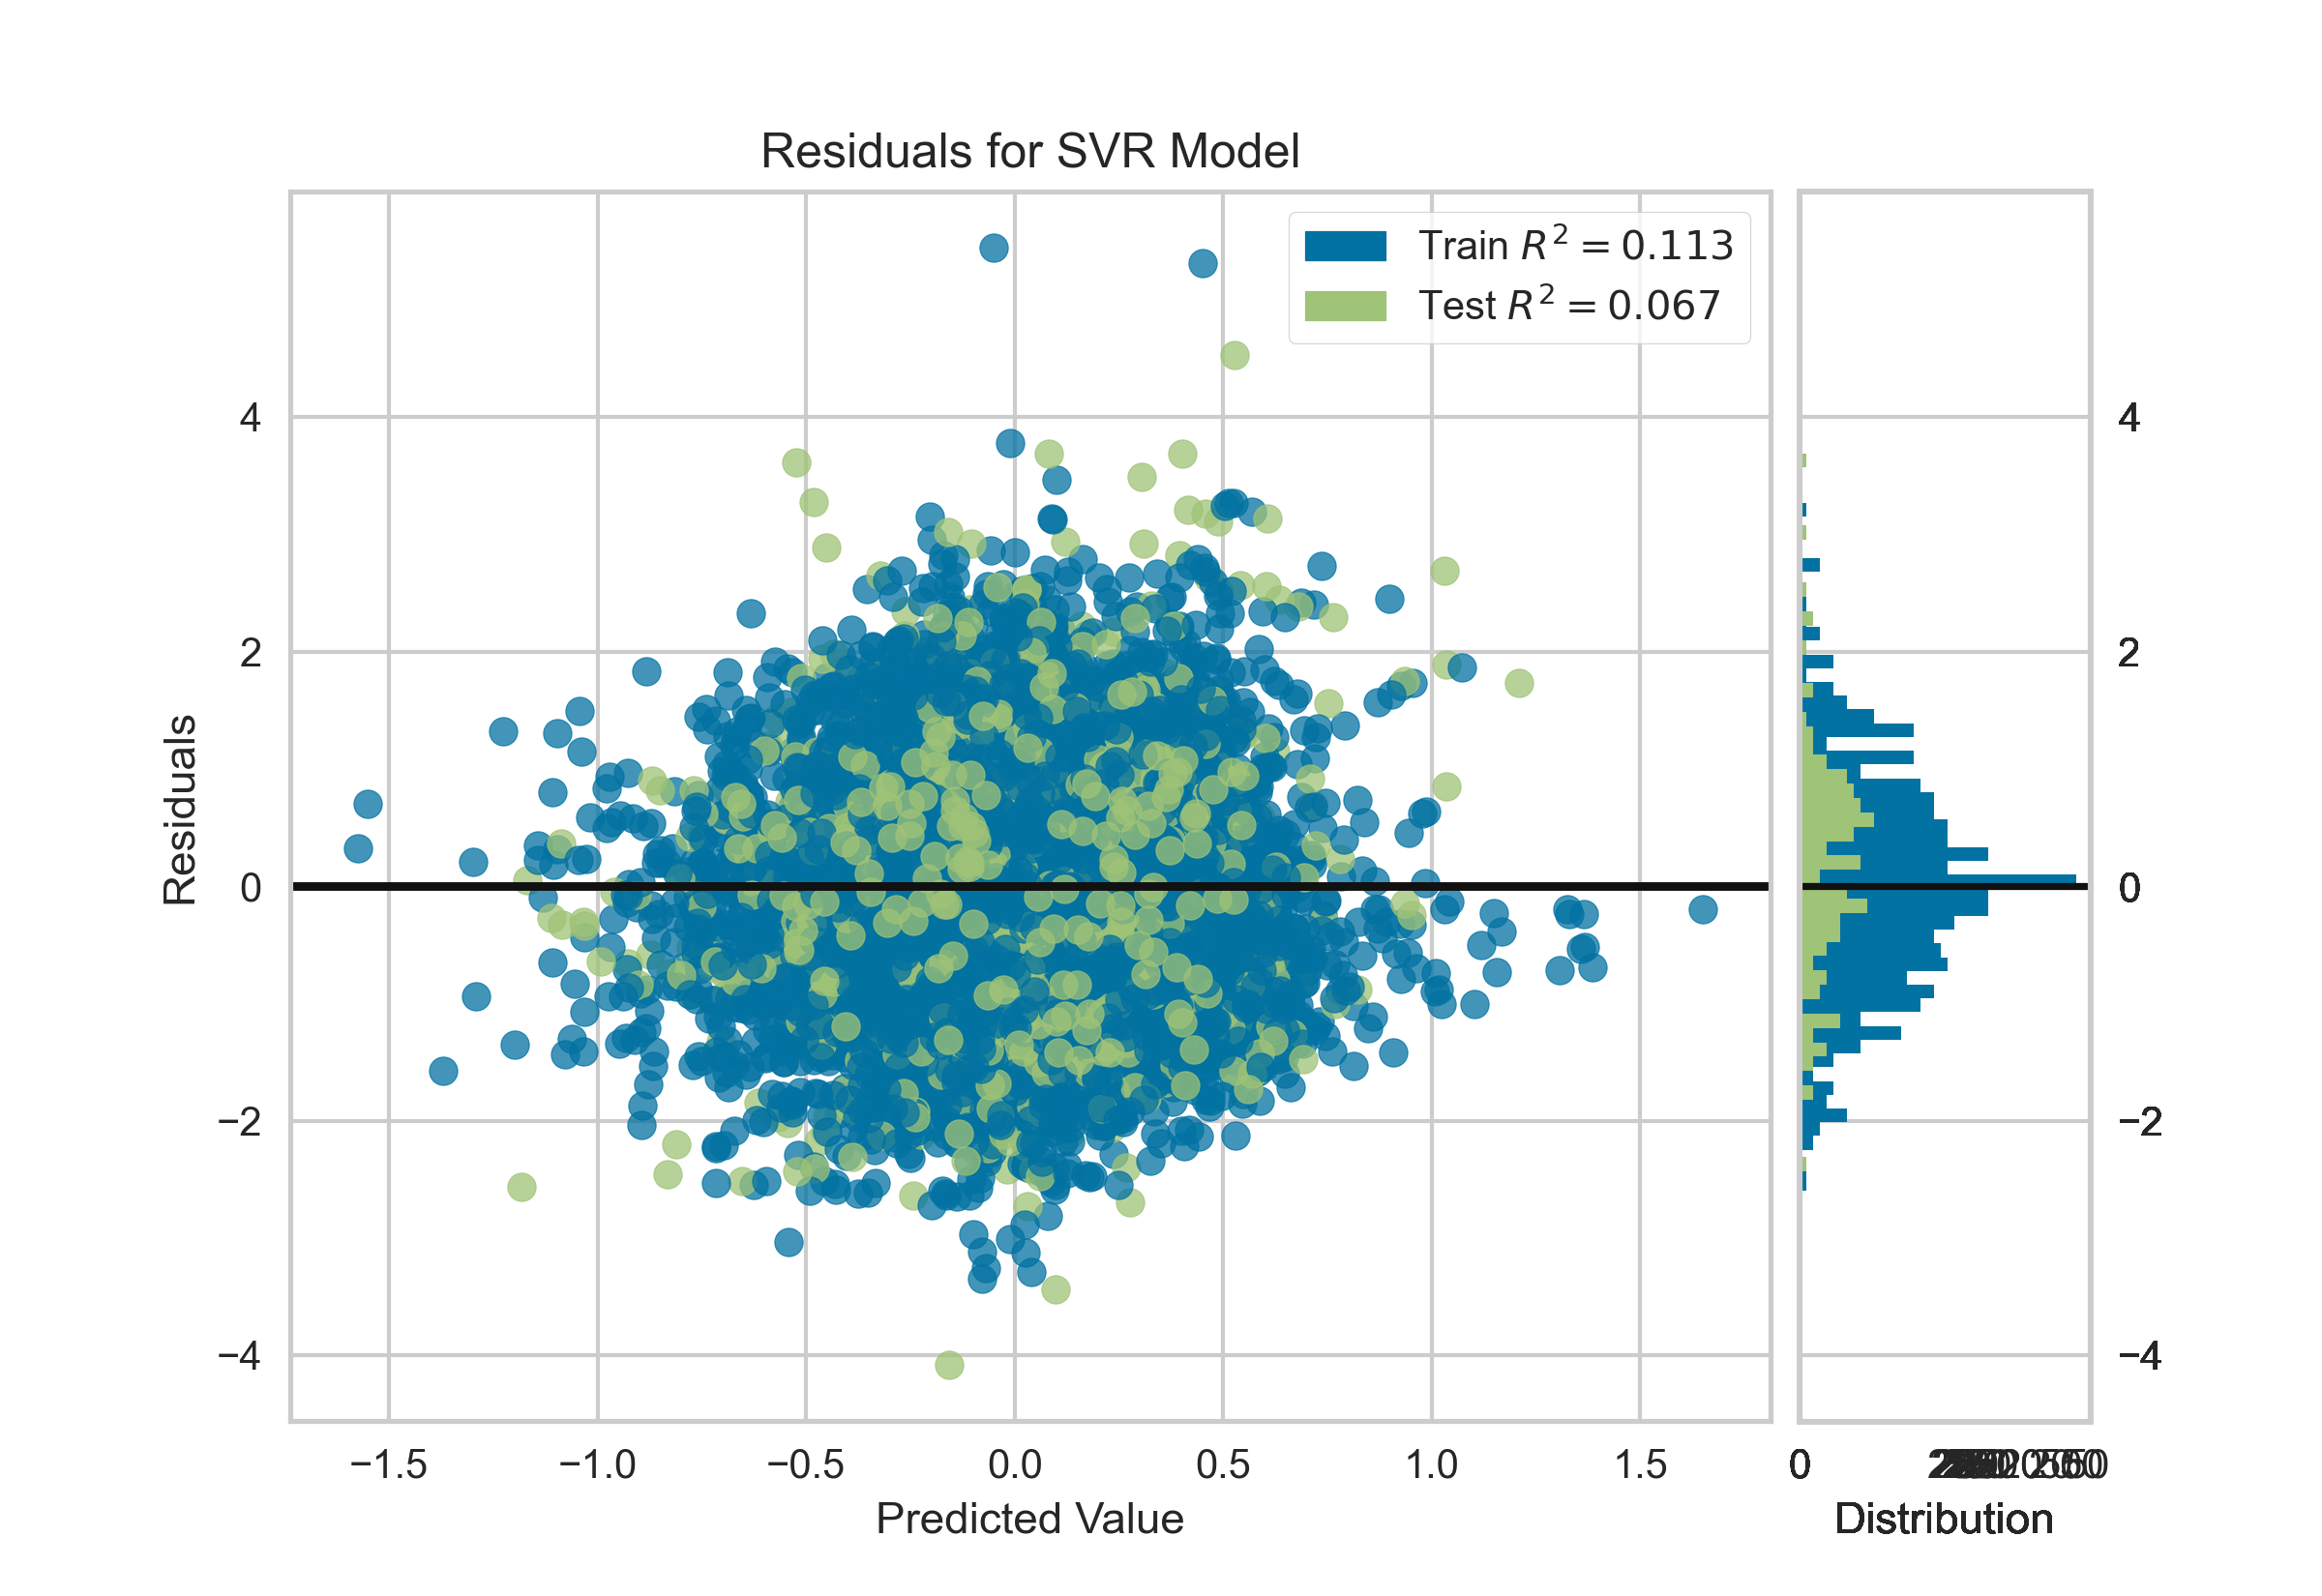 Residuals for SVR Model
Train R² = 0.113
Test R² = 0.067
4
2
0
−2
−4
Residuals
4
2
0
−2
−4
−1.5 −1.0 −0.5 0.0 0.5 1.0 1.5
0
Predicted Value
Distribution